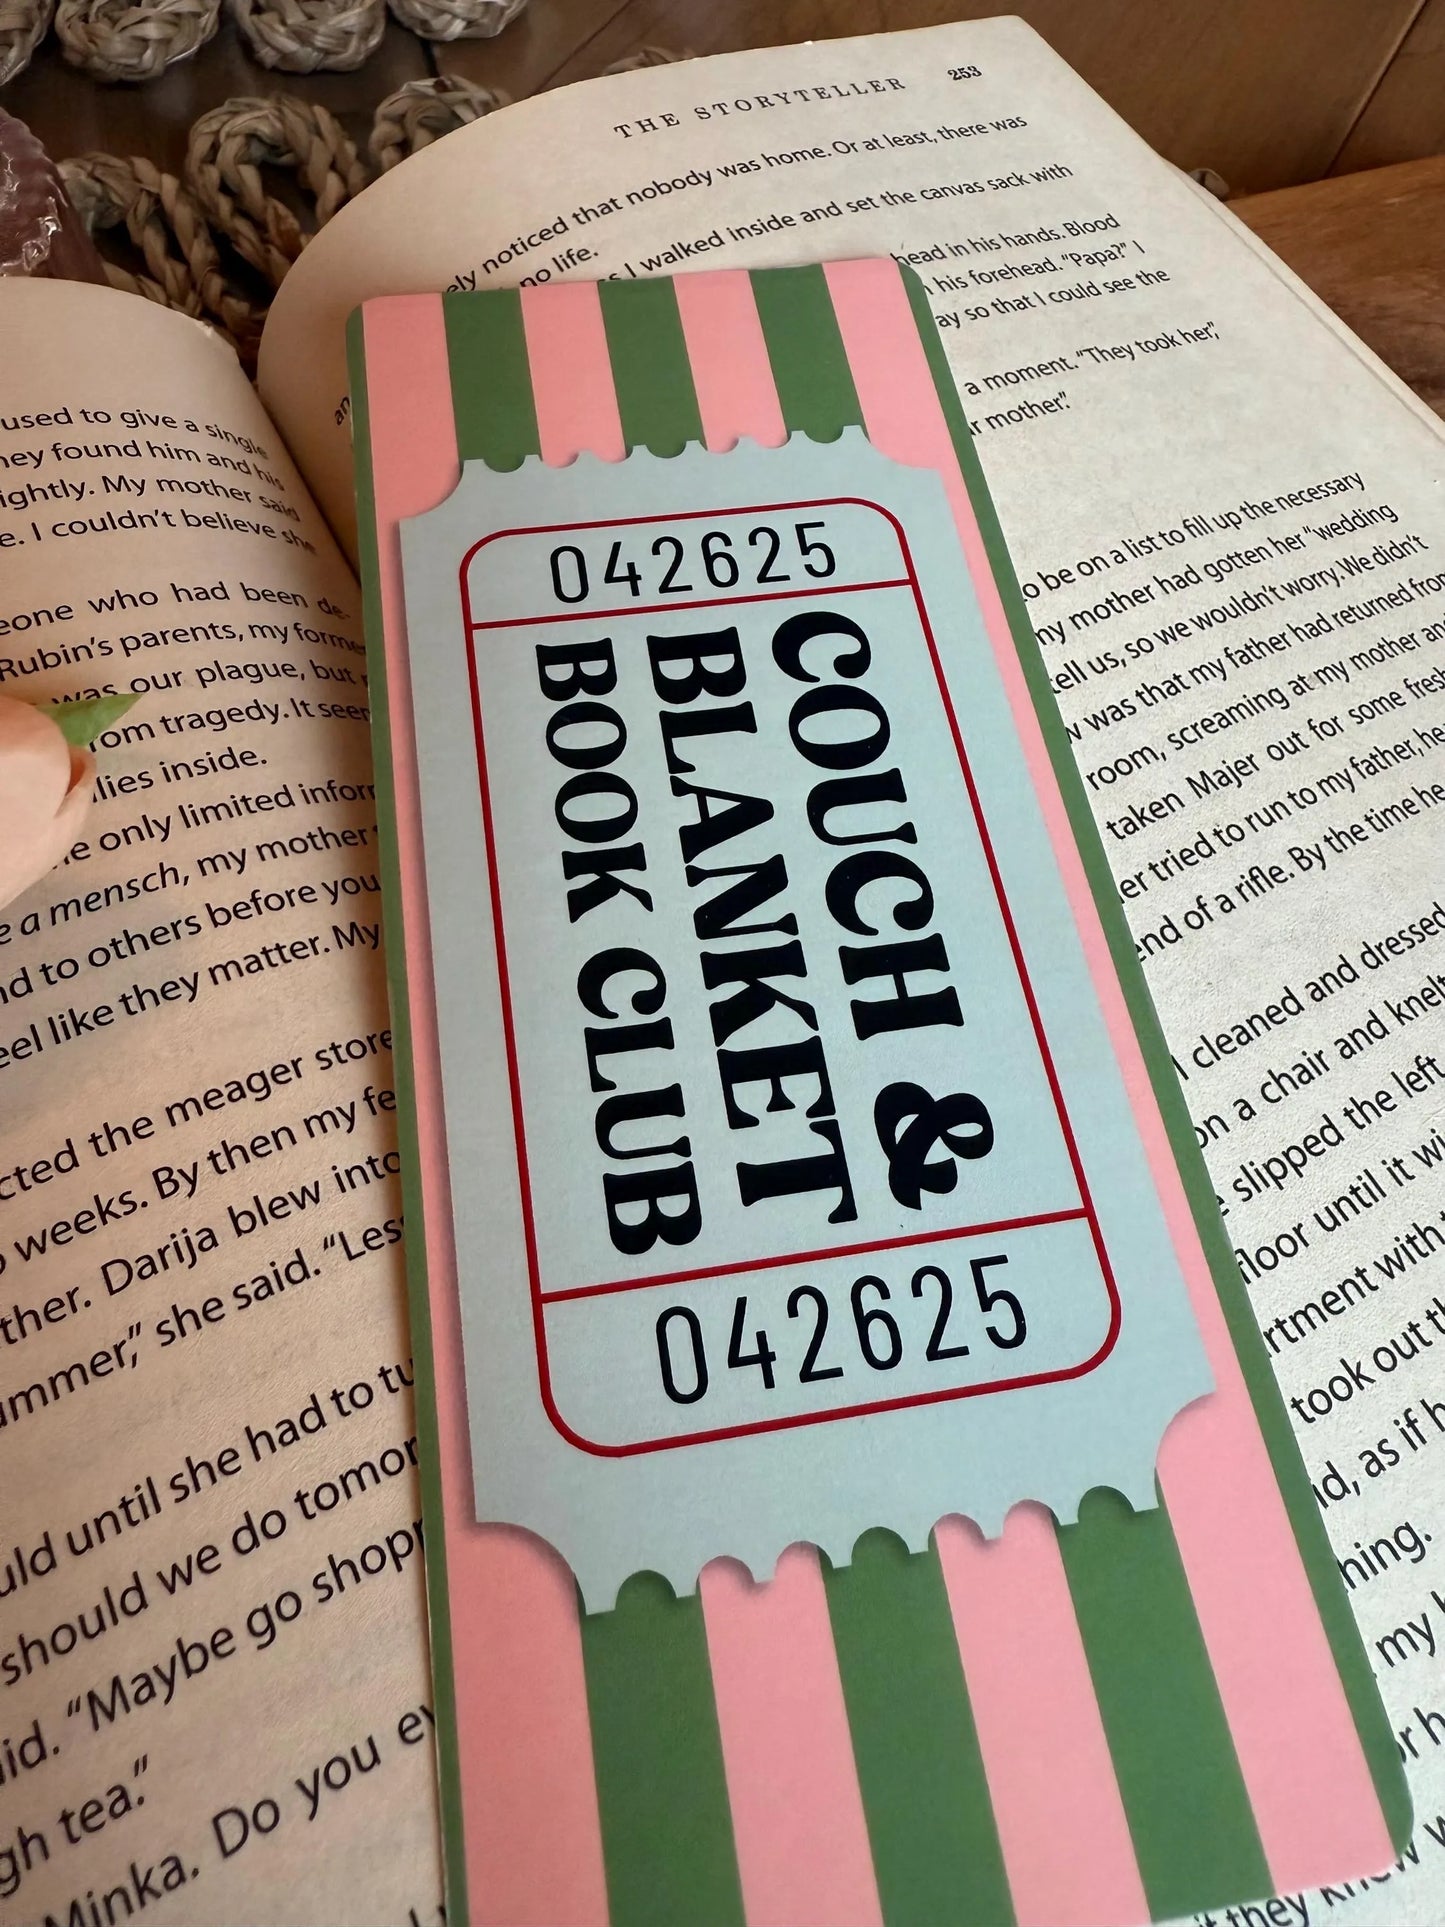 used to give a single
ey found him and his
ightly. My mother said
e. I couldn't believe she
eone who had been de-
Rubin's parents, my former
was our plague, but
rom tragedy. It seem
lies inside.
e only limited infor
e a mensch, my mother
nd to others before you
eel like they matter. My
cted the meager store
weeks. By then my fe
ther. Darija blew into
ummer," she said. "Les
uld until she had to tu
should we do tomor
id. "Maybe go shopp
gh tea."
Minka. Do you ev
THE STORYTELLER 253
ely noticed that nobody was home. Or at least, there was
no life.
I walked inside and set the canvas sack with
head in his hands. Blood
his forehead. "Papa?" I
ay so that I could see the
a moment. "They took her,"
r mother."
o be on a list to fill up the necessary
my mother had gotten her "wedding
tell us, so we wouldn't worry. We didn't
w was that my father had returned from
room, screaming at my mother and
taken Majer out for some fresh
er tried to run to my father, he
end of a rifle. By the time he
I cleaned and dressed
on a chair and knelt
slipped the left
floor until it wi
rtment with
took out th
id, as if h
hing.
my
or h
it they knew w
042625
COUCH &
BLANKET
BOOK CLUB
042625